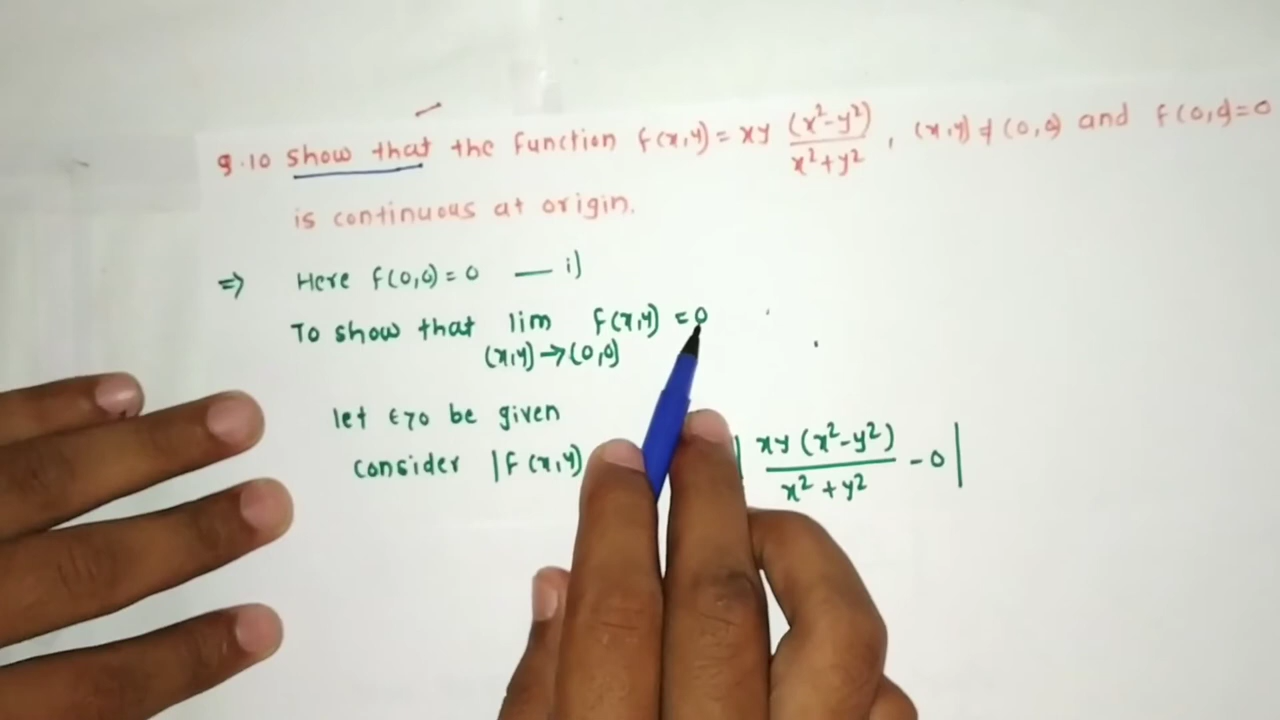 9.10 show that the function f(x,y) = xy (x²-y²) / x²+y² , (x,y) ≠ (0,0) and f(0,0)=0
is continuous at origin.
⇒ Here f(0,0) = 0 — i)
To show that lim f(x,y) = 0
(x,y)→(0,0)
let ε>0 be given
consider |f(x,y) | xy(x²-y²) / x²+y² - 0 |